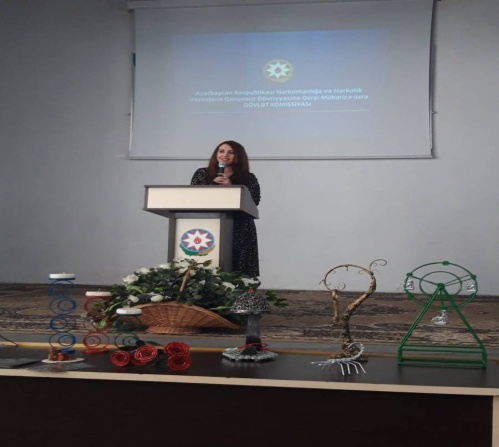 Azərbaycan Respublikası Narkomanlığa və Narkotik
Vasitələrin Qanunsuz Dövriyyəsinə Qarşı Mübarizə üzrə
DÖVLƏT KOMİSSİYASI